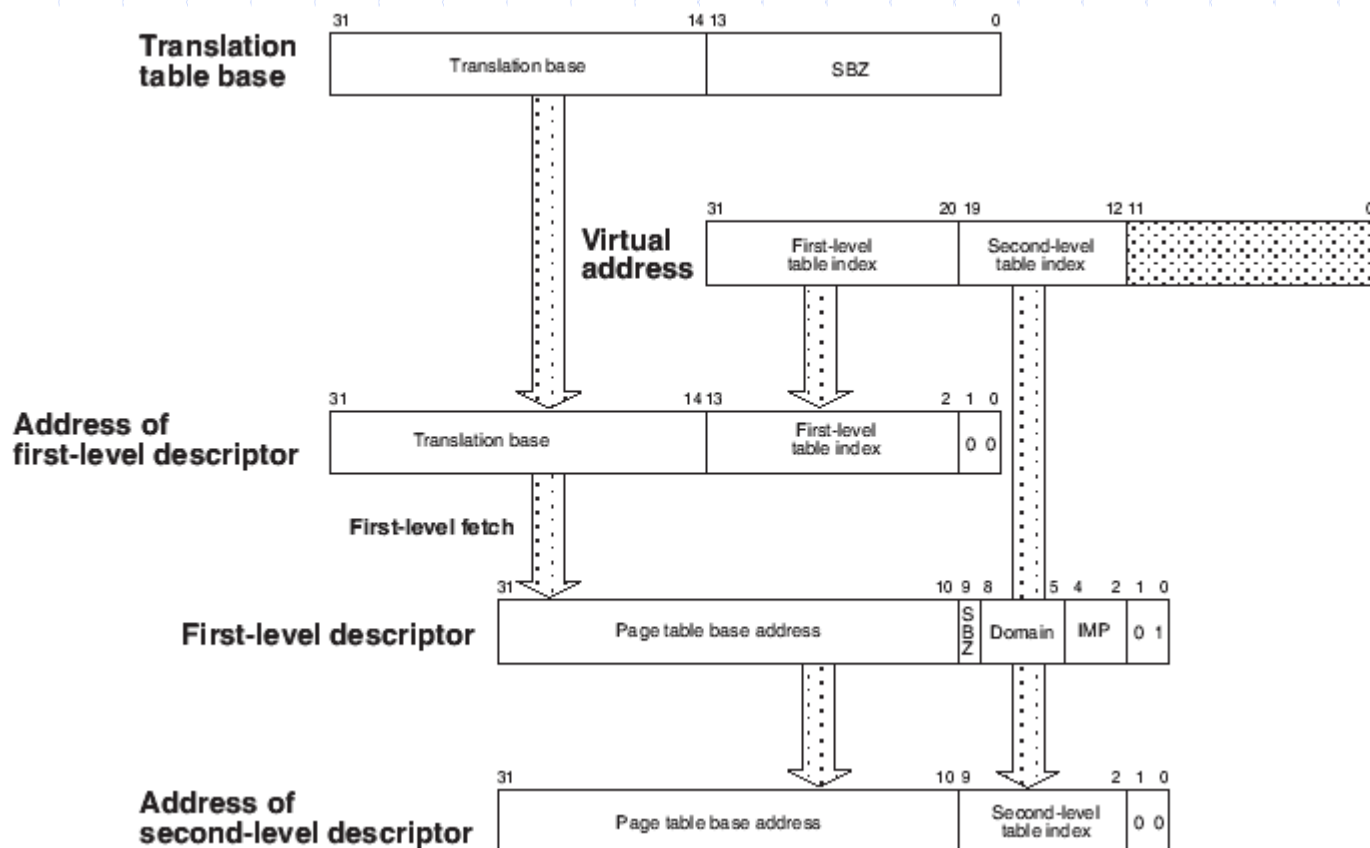 31 14 13 0
Translation
table base
Translation base
SBZ
31 20 19 12 11 0
Virtual
address
First-level
table index
Second-level
table index
31 14 13 2 1 0
Address of
first-level descriptor
Translation base
First-level
table index
0 0
First-level fetch
31 10 9 8 5 4 2 1 0
First-level descriptor
Page table base address
S
B
Z
Domain
IMP
0 1
31 10 9 2 1 0
Address of
second-level descriptor
Page table base address
Second-level
table index
0 0